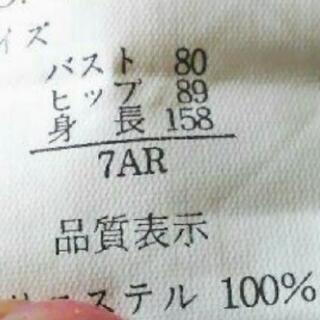 イズ
バスト 80
ヒップ 89
身長 158
7AR
品質表示
リエステル 100%